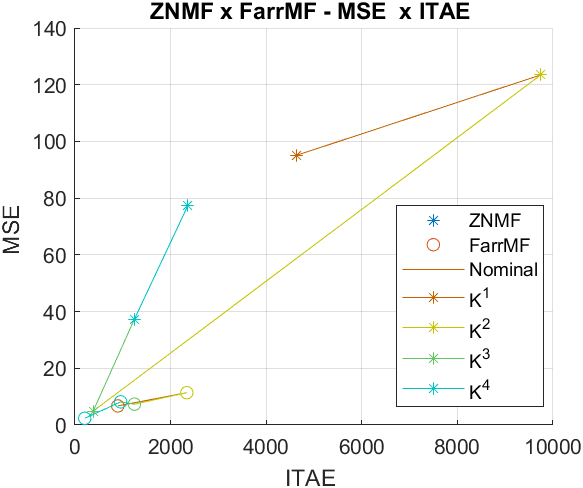 ZNMF x FarrMF - MSE x ITAE
140
120
100
80
60
40
20
0
MSE
0 2000 4000 6000 8000 10000
ITAE
ZNMF
FarrMF
Nominal
K¹
K²
K³
K⁴